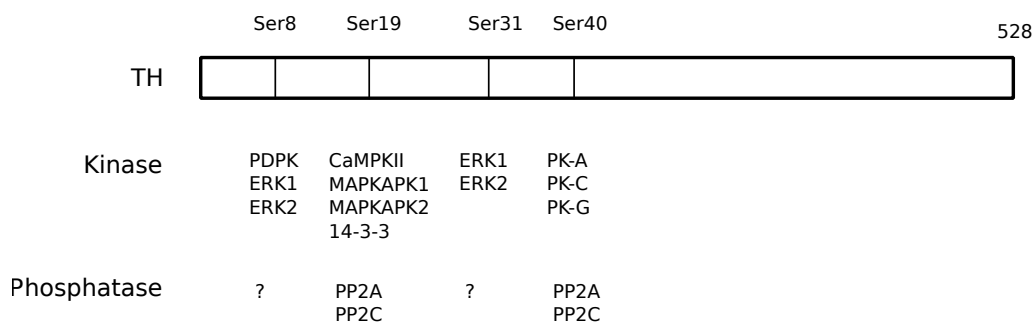 Ser8 Ser19 Ser31 Ser40 528
TH
Kinase PDPK CaMPKII ERK1 PK-A
ERK1 MAPKAPK1 ERK2 PK-C
ERK2 MAPKAPK2 PK-G
14-3-3
Phosphatase ? PP2A ? PP2A
PP2C PP2C